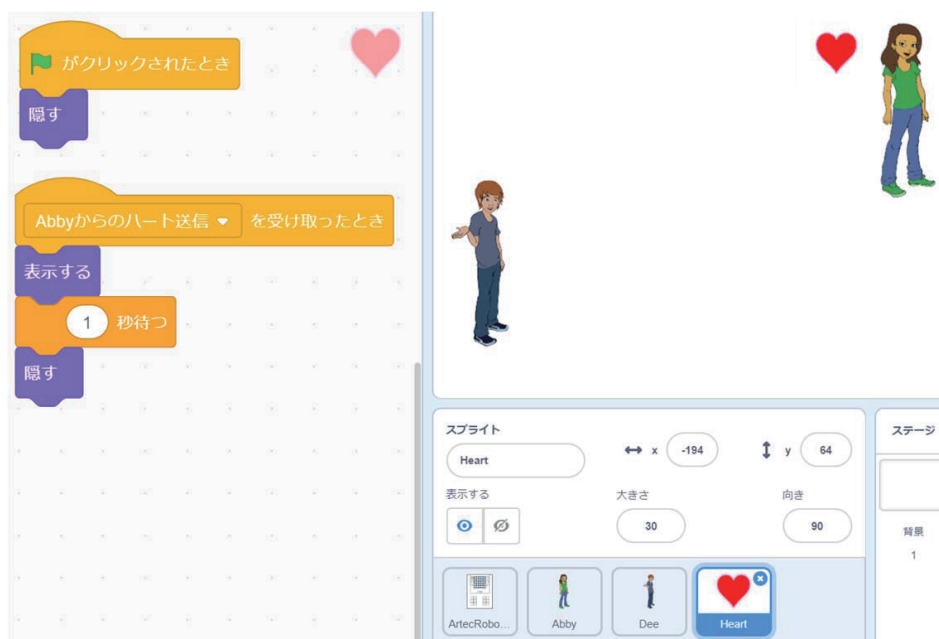 がクリックされたとき
隠す
Abbyからのハート送信 を受け取ったとき
表示する
1 秒待つ
隠す
スプライト
Heart
x -194
y 64
表示する
大きさ 30
向き 90
ArtecRobo...
Abby
Dee
Heart
ステージ
背景
1